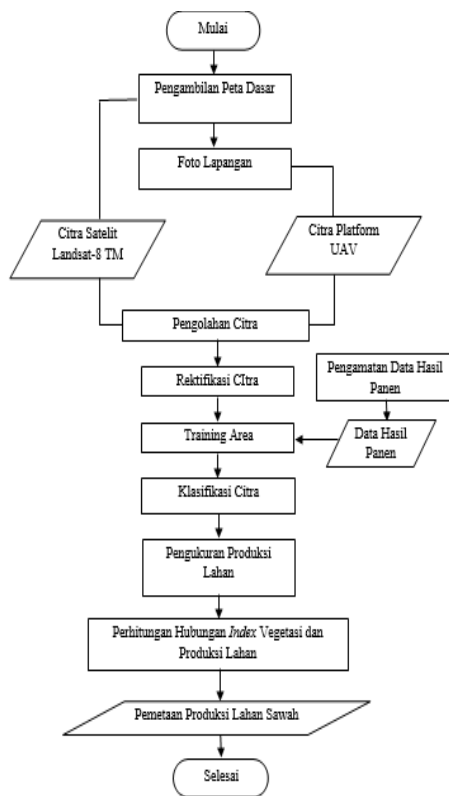 Mulai
Pengambilan Peta Dasar
Foto Lapangan
Citra Satelit
Landsat-8 TM
Citra Platform
UAV
Pengolahan Citra
Rektifikasi CItra
Pengamatan Data Hasil
Panen
Training Area
Data Hasil
Panen
Klasifikasi Citra
Pengukuran Produksi
Lahan
Perhitungan Hubungan Index Vegetasi dan
Produksi Lahan
Pemetaan Produksi Lahan Sawah
Selesai